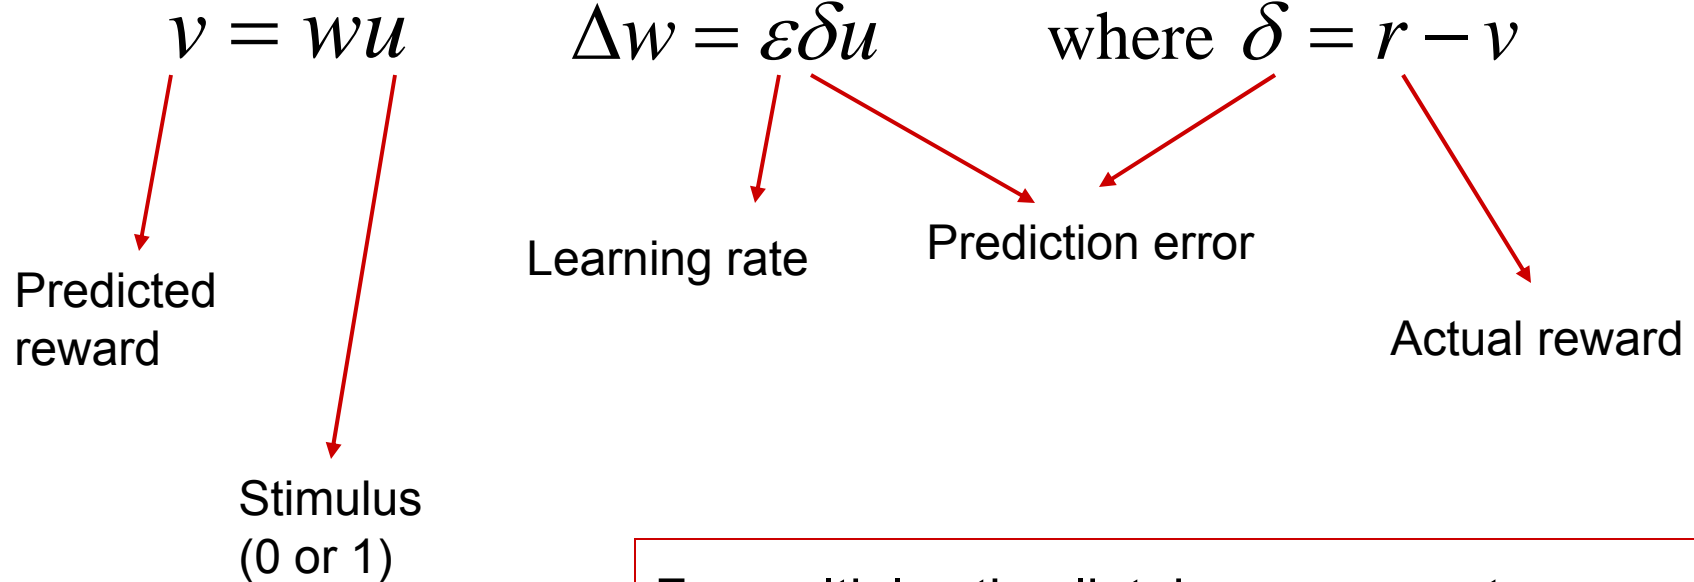 v = wu    Δw = εδu    where δ = r − v
Learning rate
Prediction error
Predicted
reward
Actual reward
Stimulus
(0 or 1)